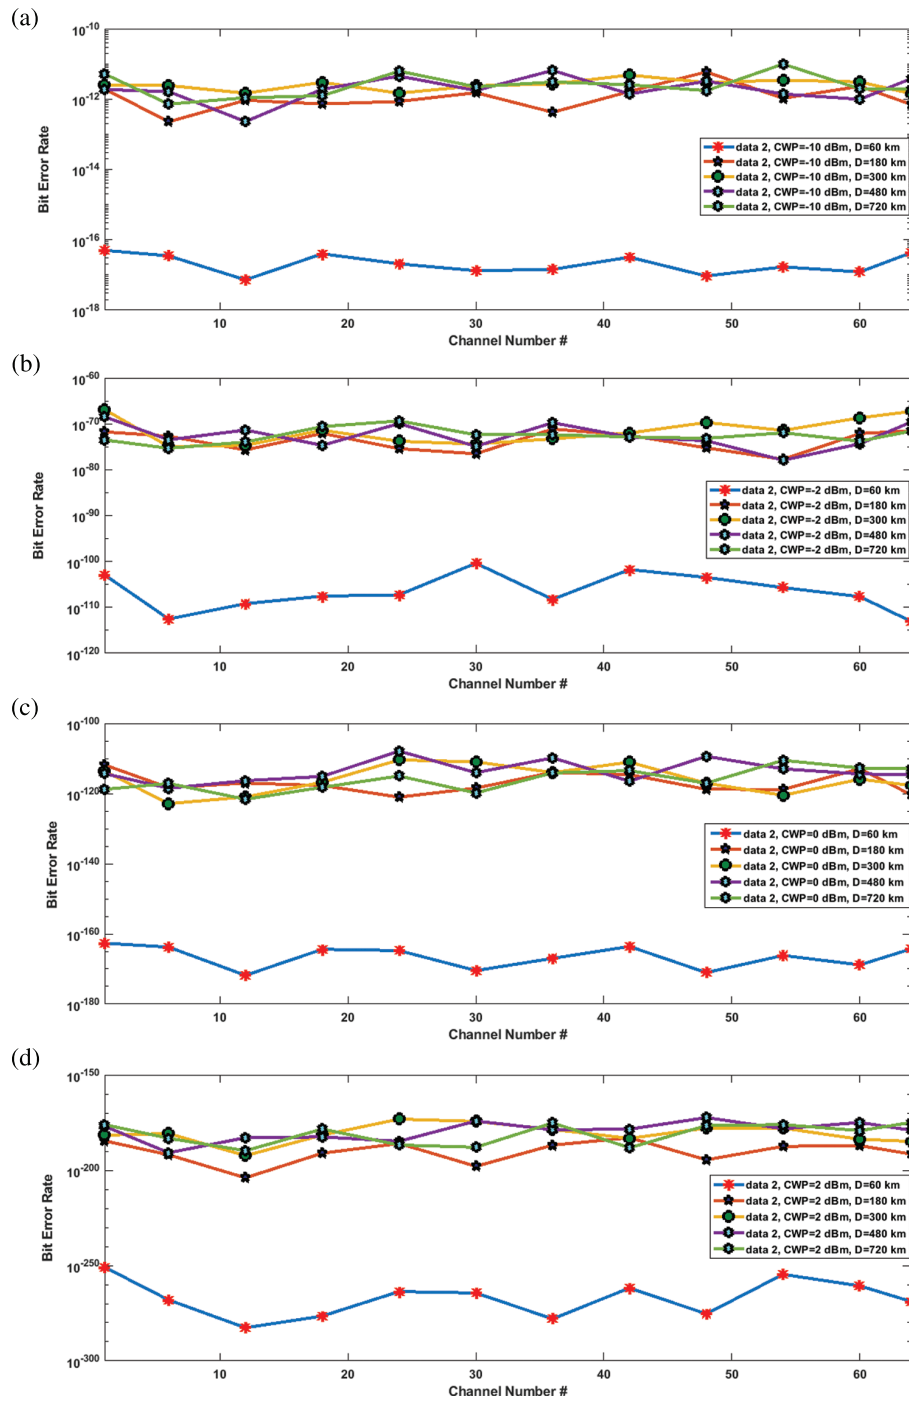 (a)
10^-10
10^-12
10^-14
10^-16
10^-18
Bit Error Rate
data 2, CWP=-10 dBm, D=60 km
data 2, CWP=-10 dBm, D=180 km
data 2, CWP=-10 dBm, D=300 km
data 2, CWP=-10 dBm, D=480 km
data 2, CWP=-10 dBm, D=720 km
10 20 30 40 50 60
Channel Number #
(b)
10^-60
10^-70
10^-80
10^-90
10^-100
10^-110
10^-120
Bit Error Rate
data 2, CWP=-2 dBm, D=60 km
data 2, CWP=-2 dBm, D=180 km
data 2, CWP=-2 dBm, D=300 km
data 2, CWP=-2 dBm, D=480 km
data 2, CWP=-2 dBm, D=720 km
10 20 30 40 50 60
Channel Number #
(c)
10^-100
10^-120
10^-140
10^-160
10^-180
Bit Error Rate
data 2, CWP=0 dBm, D=60 km
data 2, CWP=0 dBm, D=180 km
data 2, CWP=0 dBm, D=300 km
data 2, CWP=0 dBm, D=480 km
data 2, CWP=0 dBm, D=720 km
10 20 30 40 50 60
Channel Number #
(d)
10^-150
10^-200
10^-250
10^-300
Bit Error Rate
data 2, CWP=2 dBm, D=60 km
data 2, CWP=2 dBm, D=180 km
data 2, CWP=2 dBm, D=300 km
data 2, CWP=2 dBm, D=480 km
data 2, CWP=2 dBm, D=720 km
10 20 30 40 50 60
Channel Number #